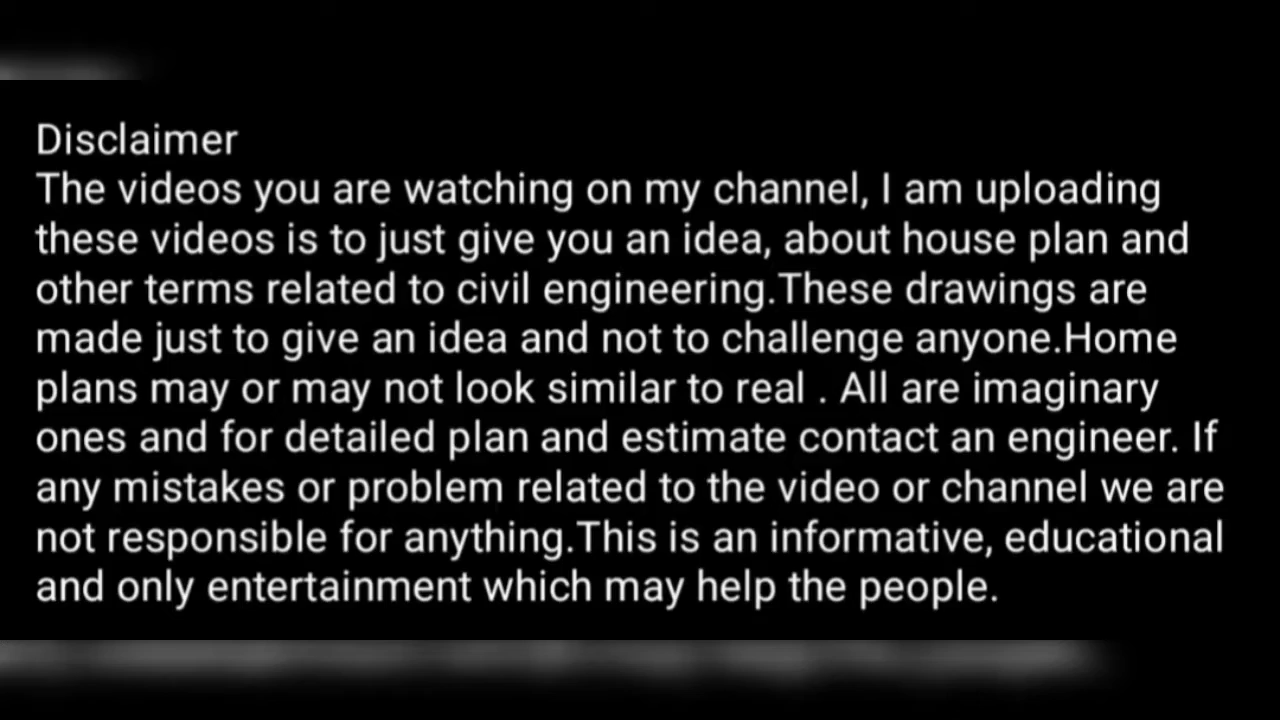 Disclaimer
The videos you are watching on my channel, I am uploading
these videos is to just give you an idea, about house plan and
other terms related to civil engineering.These drawings are
made just to give an idea and not to challenge anyone.Home
plans may or may not look similar to real . All are imaginary
ones and for detailed plan and estimate contact an engineer. If
any mistakes or problem related to the video or channel we are
not responsible for anything.This is an informative, educational
and only entertainment which may help the people.